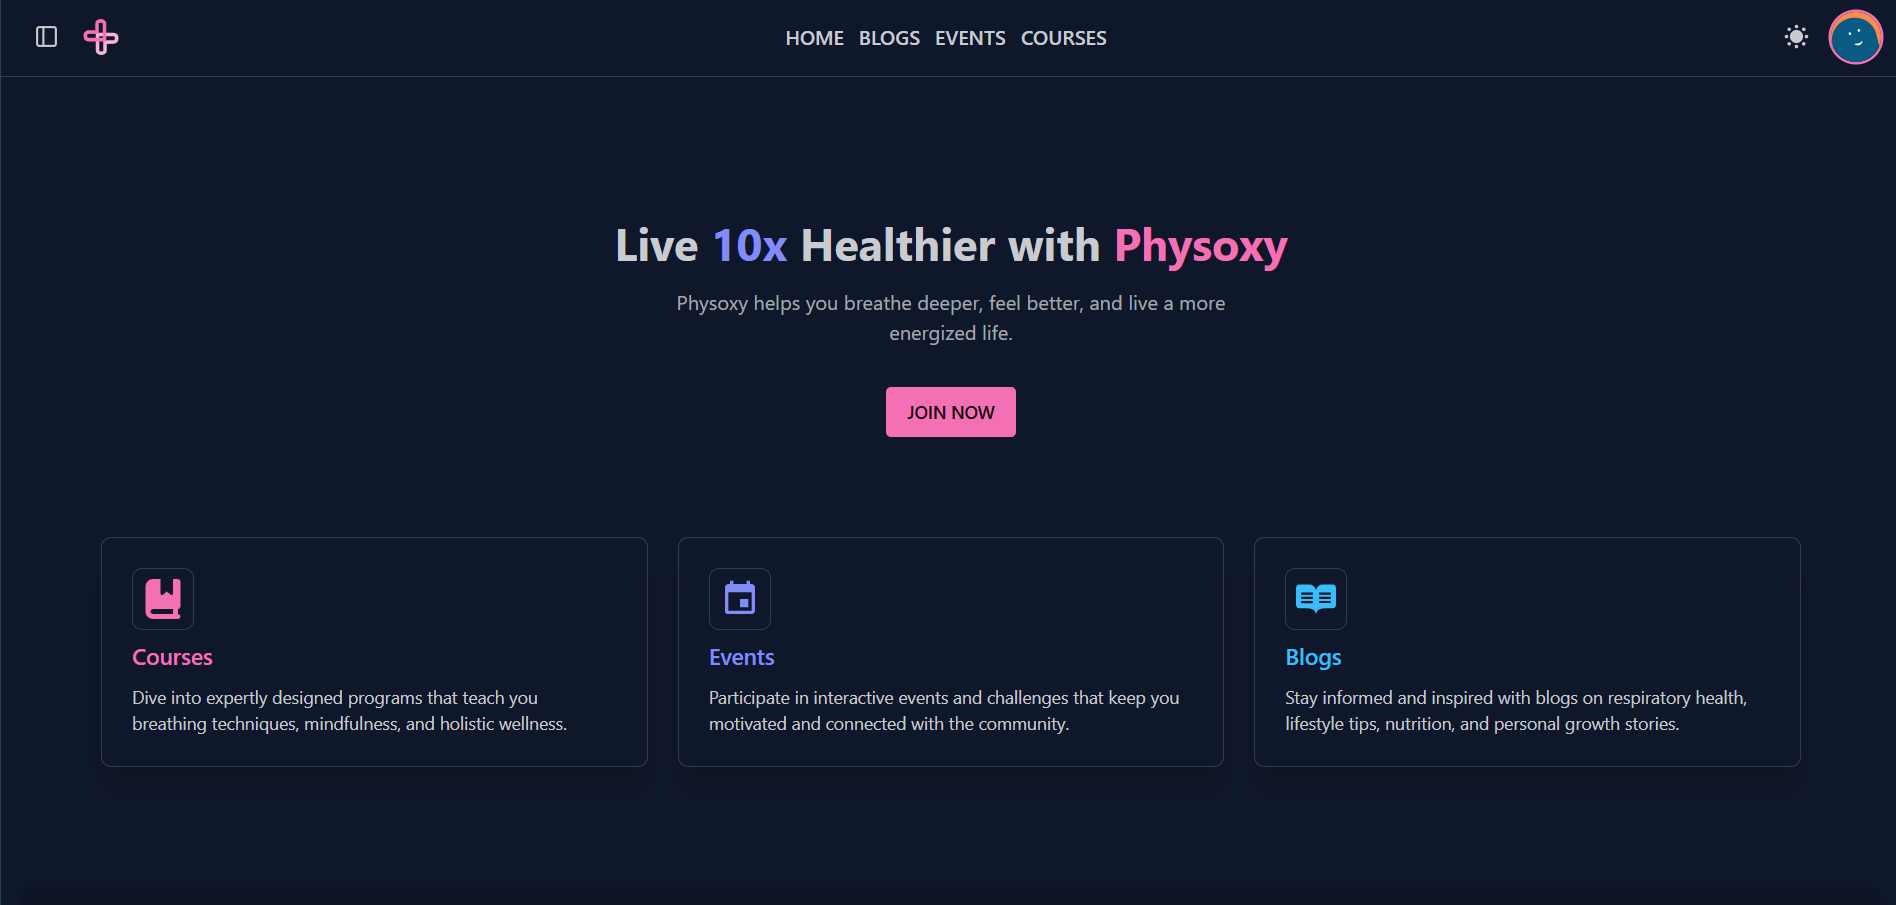 HOME BLOGS EVENTS COURSES
Live 10x Healthier with Physoxy
Physoxy helps you breathe deeper, feel better, and live a more
energized life.
JOIN NOW
Courses
Dive into expertly designed programs that teach you
breathing techniques, mindfulness, and holistic wellness.
Events
Participate in interactive events and challenges that keep you
motivated and connected with the community.
Blogs
Stay informed and inspired with blogs on respiratory health,
lifestyle tips, nutrition, and personal growth stories.